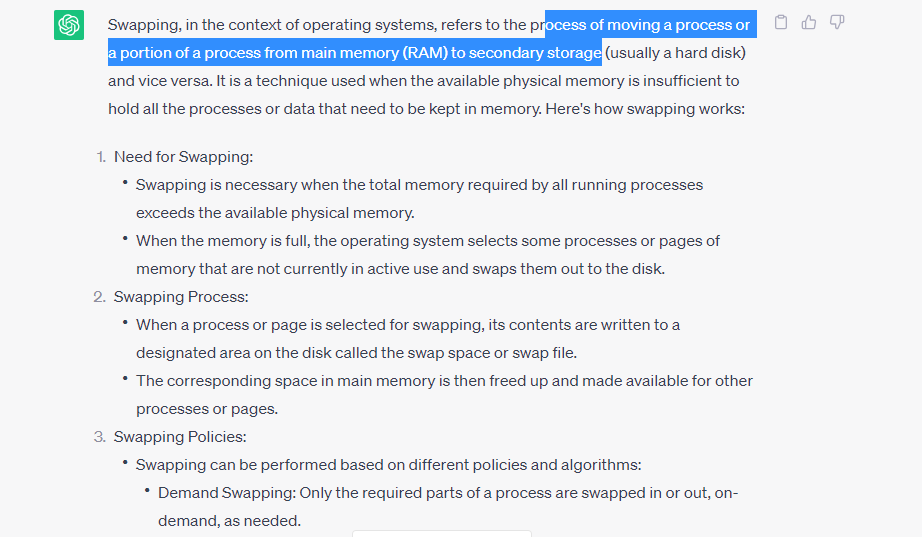 Swapping, in the context of operating systems, refers to the process of moving a process or
a portion of a process from main memory (RAM) to secondary storage (usually a hard disk)
and vice versa. It is a technique used when the available physical memory is insufficient to
hold all the processes or data that need to be kept in memory. Here's how swapping works:
1. Need for Swapping:
• Swapping is necessary when the total memory required by all running processes
exceeds the available physical memory.
• When the memory is full, the operating system selects some processes or pages of
memory that are not currently in active use and swaps them out to the disk.
2. Swapping Process:
• When a process or page is selected for swapping, its contents are written to a
designated area on the disk called the swap space or swap file.
• The corresponding space in main memory is then freed up and made available for other
processes or pages.
3. Swapping Policies:
• Swapping can be performed based on different policies and algorithms:
• Demand Swapping: Only the required parts of a process are swapped in or out, on-
demand, as needed.